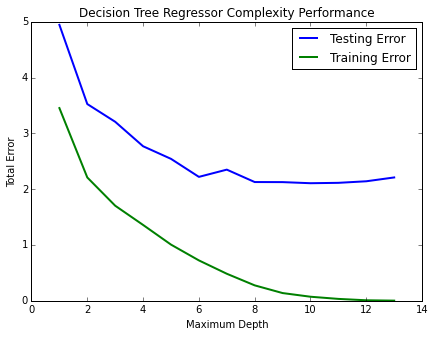 Decision Tree Regressor Complexity Performance
Testing Error
Training Error
Total Error
5
4
3
2
1
0
0 2 4 6 8 10 12 14
Maximum Depth